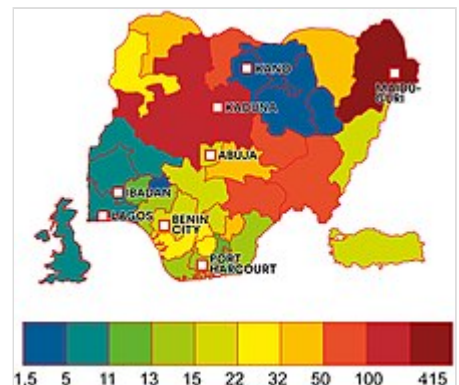 KANO
MAIDU-
GURI
KADUNA
ABUJA
IBADAN
LAGOS
BENIN
CITY
PORT
HARCOURT
1.5 5 11 13 15 22 32 50 100 415